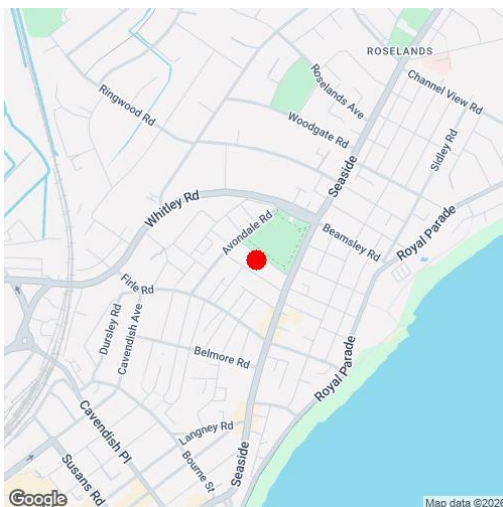 ROSELANDS
Channel View Rd
Roselands Ave
Ringwood Rd
Woodgate Rd
Sidley Rd
Seaside
Whitley Rd
Avondale Rd
Beamsley Rd
Royal Parade
Firle Rd
Dursley Rd
Cavendish Ave
Belmore Rd
Royal Parade
Cavendish Pl
Langney Rd
Seaside
Bourne St
Susans Rd
Google
Map data ©2026